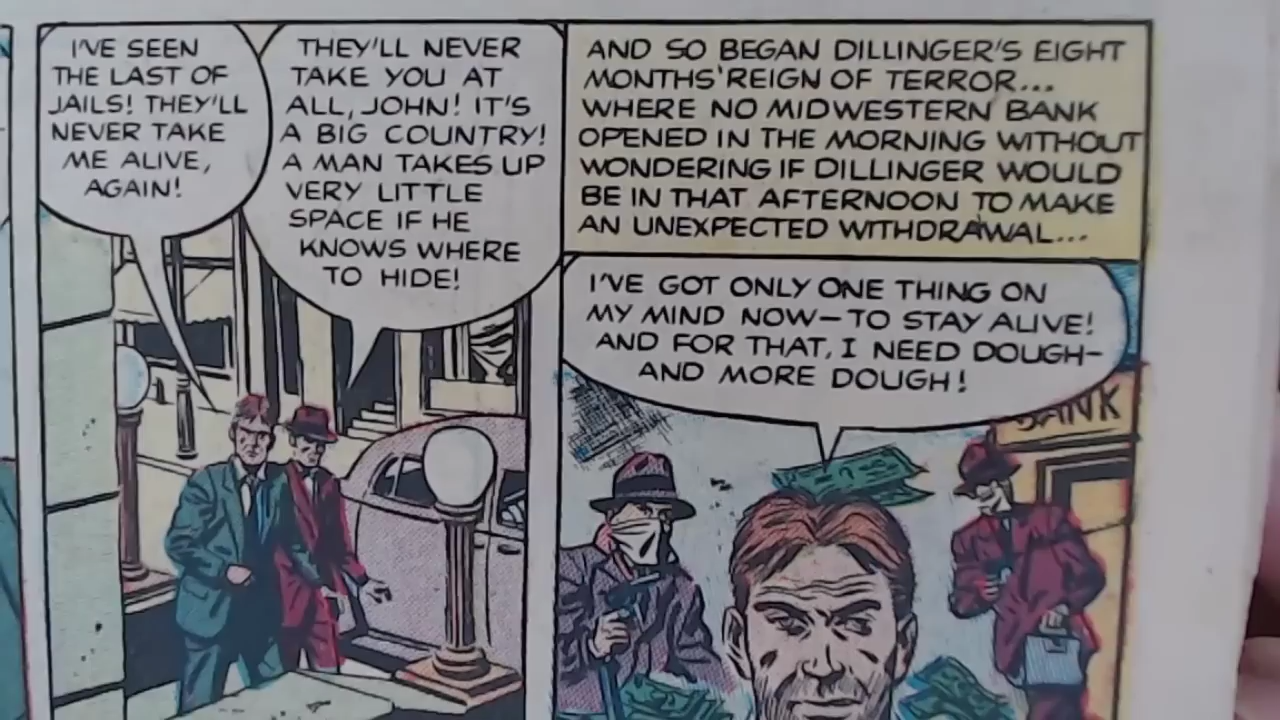 I'VE SEEN
THE LAST OF
JAILS! THEY'LL
NEVER TAKE
ME ALIVE,
AGAIN!
THEY'LL NEVER
TAKE YOU AT
ALL, JOHN! IT'S
A BIG COUNTRY!
A MAN TAKES UP
VERY LITTLE
SPACE IF HE
KNOWS WHERE
TO HIDE!
AND SO BEGAN DILLINGER'S EIGHT
MONTHS' REIGN OF TERROR...
WHERE NO MIDWESTERN BANK
OPENED IN THE MORNING WITHOUT
WONDERING IF DILLINGER WOULD
BE IN THAT AFTERNOON TO MAKE
AN UNEXPECTED WITHDRAWAL...
I'VE GOT ONLY ONE THING ON
MY MIND NOW—TO STAY ALIVE!
AND FOR THAT, I NEED DOUGH—
AND MORE DOUGH!
BANK